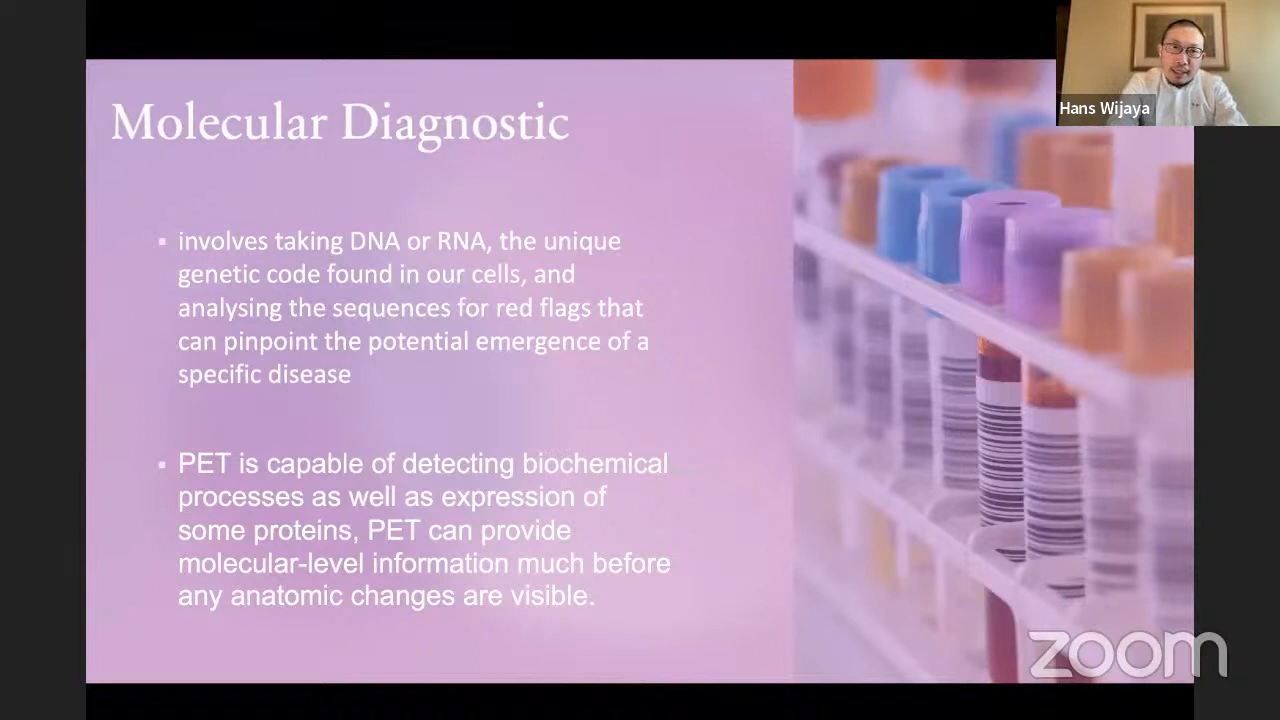 Molecular Diagnostic
Hans Wijaya
▪ involves taking DNA or RNA, the unique
genetic code found in our cells, and
analysing the sequences for red flags that
can pinpoint the potential emergence of a
specific disease
▪ PET is capable of detecting biochemical
processes as well as expression of
some proteins, PET can provide
molecular-level information much before
any anatomic changes are visible.
zoom